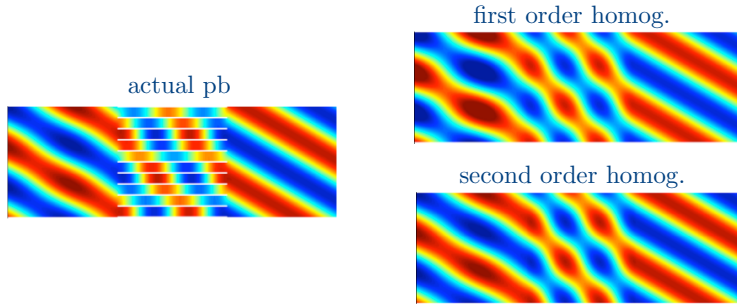 first order homog.
actual pb
second order homog.